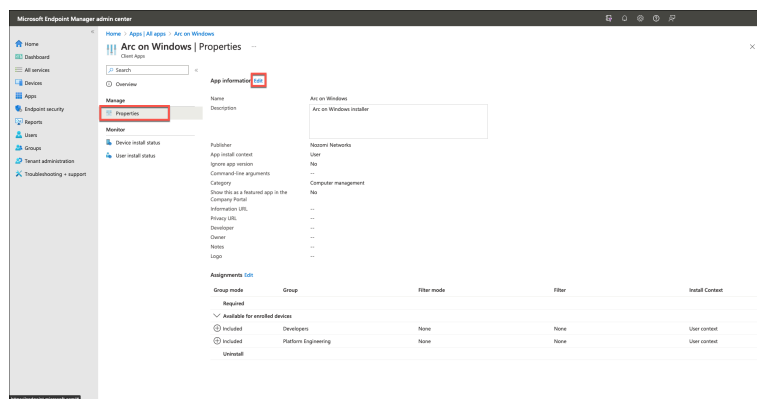 Microsoft Endpoint Manager admin center
Home > Apps | All apps > Arc on Windows
Arc on Windows | Properties ...
Client Apps
Home
Dashboard
All services
Devices
Apps
Endpoint security
Reports
Users
Groups
Tenant administration
Troubleshooting + support
Search
Overview
Manage
Properties
Monitor
Device install status
User install status
App information Edit
Name Arc on Windows
Description Arc on Windows installer
Publisher Nozomi Networks
App install context User
Ignore app version No
Command-line arguments --
Category Computer management
Show this as a featured app in the No
Company Portal
Information URL --
Privacy URL --
Developer --
Owner --
Notes --
Logo --
Assignments Edit
Group mode Group Filter mode Filter Install Context
Required
Available for enrolled devices
Included Developers None None User context
Included Platform Engineering None None User context
Uninstall